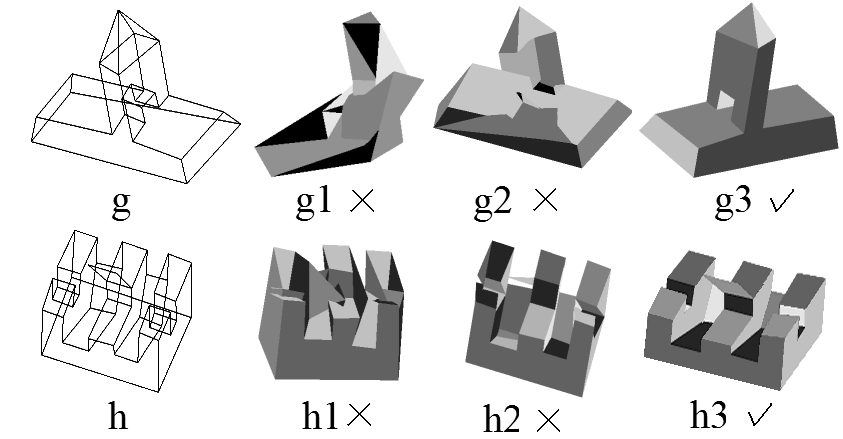 g g1 × g2 × g3 ✓
h h1× h2 × h3 ✓